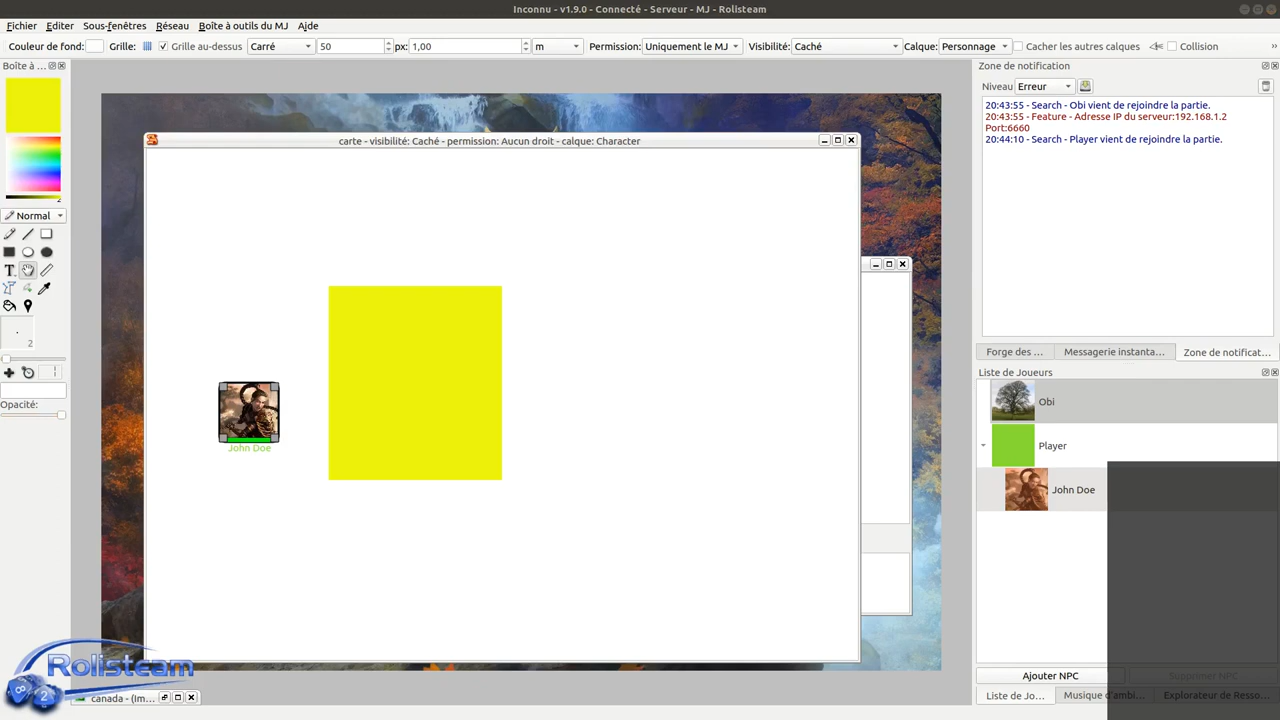 Inconnu - v1.9.0 - Connecté - Serveur - MJ - Rolisteam
Fichier Editer Sous-fenêtres Réseau Boîte à outils du MJ Aide
Couleur de fond: Grille: Grille au-dessus Carré 50 px: 1,00 m Permission: Uniquement le MJ Visibilité: Caché Calque: Personnage Cacher les autres calques Collision »
Boîte à ...
Zone de notification
Niveau Erreur
20:43:55 - Search - Obi vient de rejoindre la partie.
20:43:55 - Feature - Adresse IP du serveur:192.168.1.2
Port:6660
20:44:10 - Search - Player vient de rejoindre la partie.
carte - visibilité: Caché - permission: Aucun droit - calque: Character
Normal
T
2
Opacité:
John Doe
Forge des ... Messagerie instanta... Zone de notificat...
Liste de Joueurs
Obi
Player
John Doe
Ajouter NPC Supprimer NPC
Liste de Jo... Musique d'ambi... Explorateur de Resso...
Rolisteam
8 2
canada - (Im...